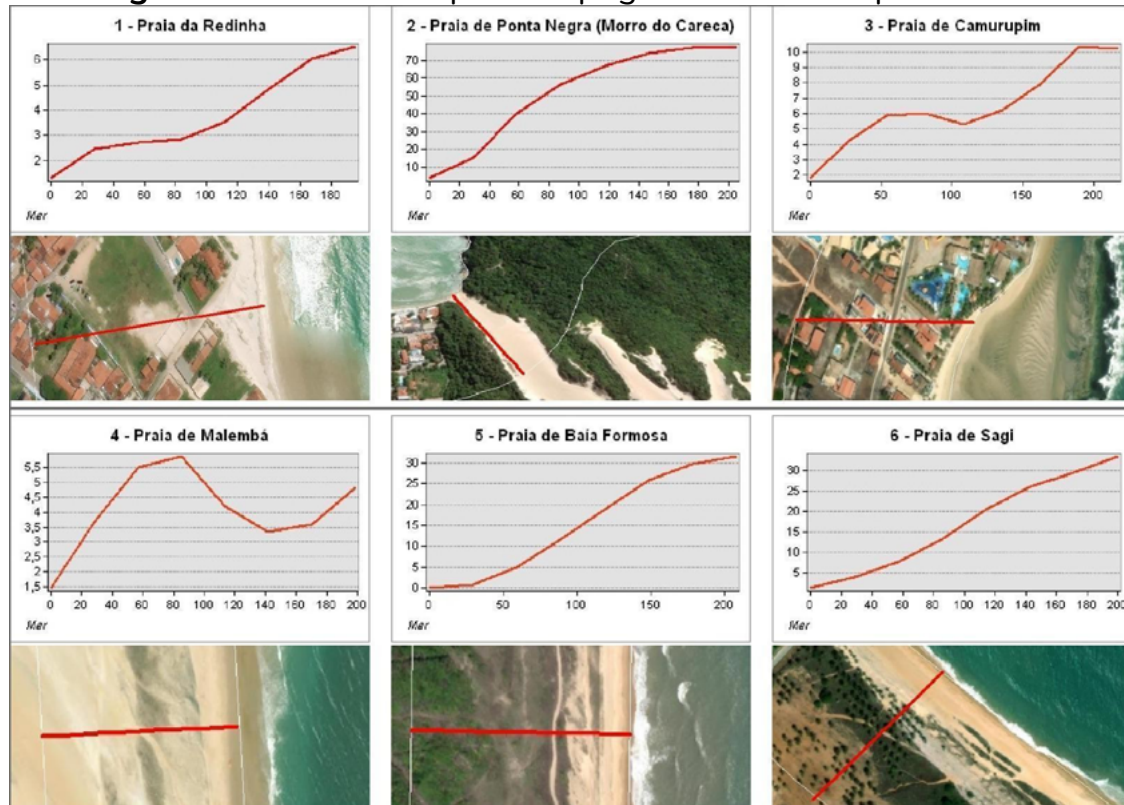 1 - Praia da Redinha
6
5
4
3
2
0 20 40 60 80 100 120 140 160 180
Mar
2 - Praia de Ponta Negra (Morro do Careca)
70
60
50
40
30
20
10
0 20 40 60 80 100 120 140 160 180 200
Mar
3 - Praia de Camurupim
10
9
8
7
6
5
4
3
2
0 50 100 150 200
Mar
4 - Praia de Malembá
5,5
5
4,5
4
3,5
3
2,5
2
1,5
0 20 40 60 80 100 120 140 160 180 200
Mar
5 - Praia de Baía Formosa
30
25
20
15
10
5
0
0 50 100 150 200
Mar
6 - Praia de Sagi
30
25
20
15
10
5
0 20 40 60 80 100 120 140 160 180 200
Mar